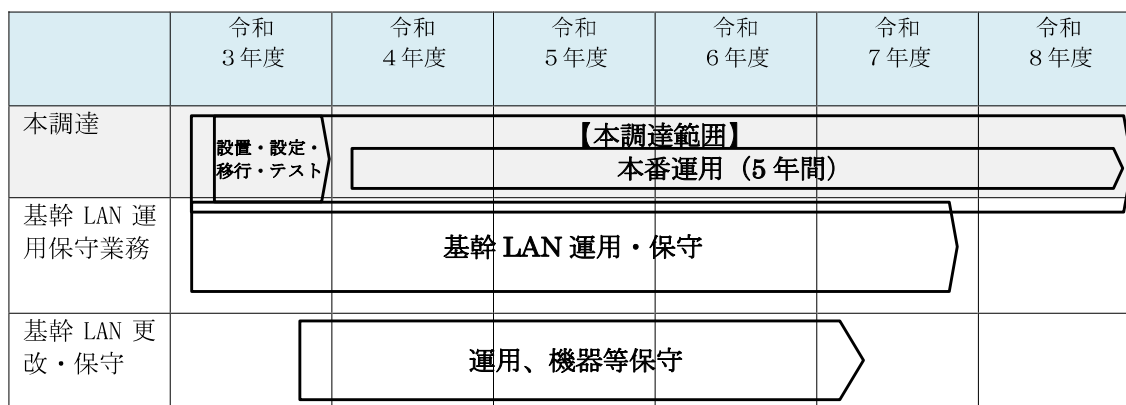 令和
３年度
令和
４年度
令和
５年度
令和
６年度
令和
７年度
令和
８年度
本調達
設置・設定・
移行・テスト
【本調達範囲】
本番運用（5 年間）
基幹 LAN 運
用保守業務
基幹 LAN 運用・保守
基幹 LAN 更
改・保守
運用、機器等保守